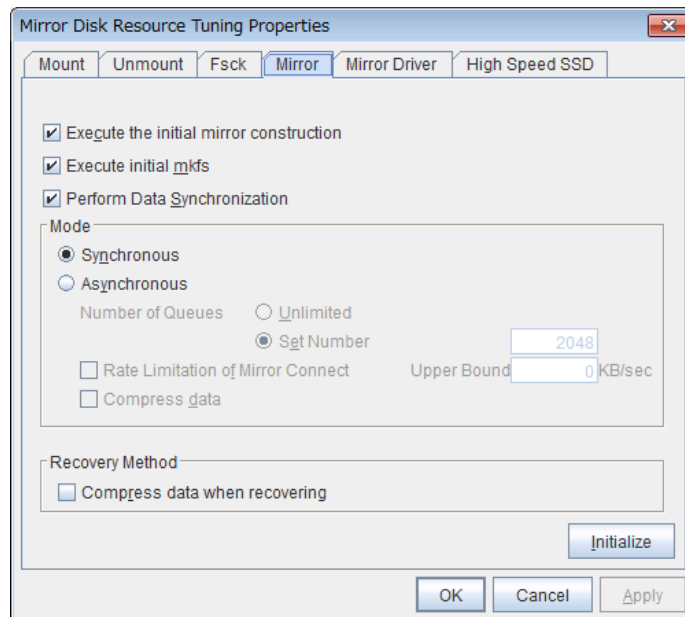 Mirror Disk Resource Tuning Properties
Mount Unmount Fsck Mirror Mirror Driver High Speed SSD
Execute the initial mirror construction
Execute initial mkfs
Perform Data Synchronization
Mode
Synchronous
Asynchronous
Number of Queues Unlimited
Set Number 2048
Rate Limitation of Mirror Connect Upper Bound 0 KB/sec
Compress data
Recovery Method
Compress data when recovering
Initialize
OK Cancel Apply